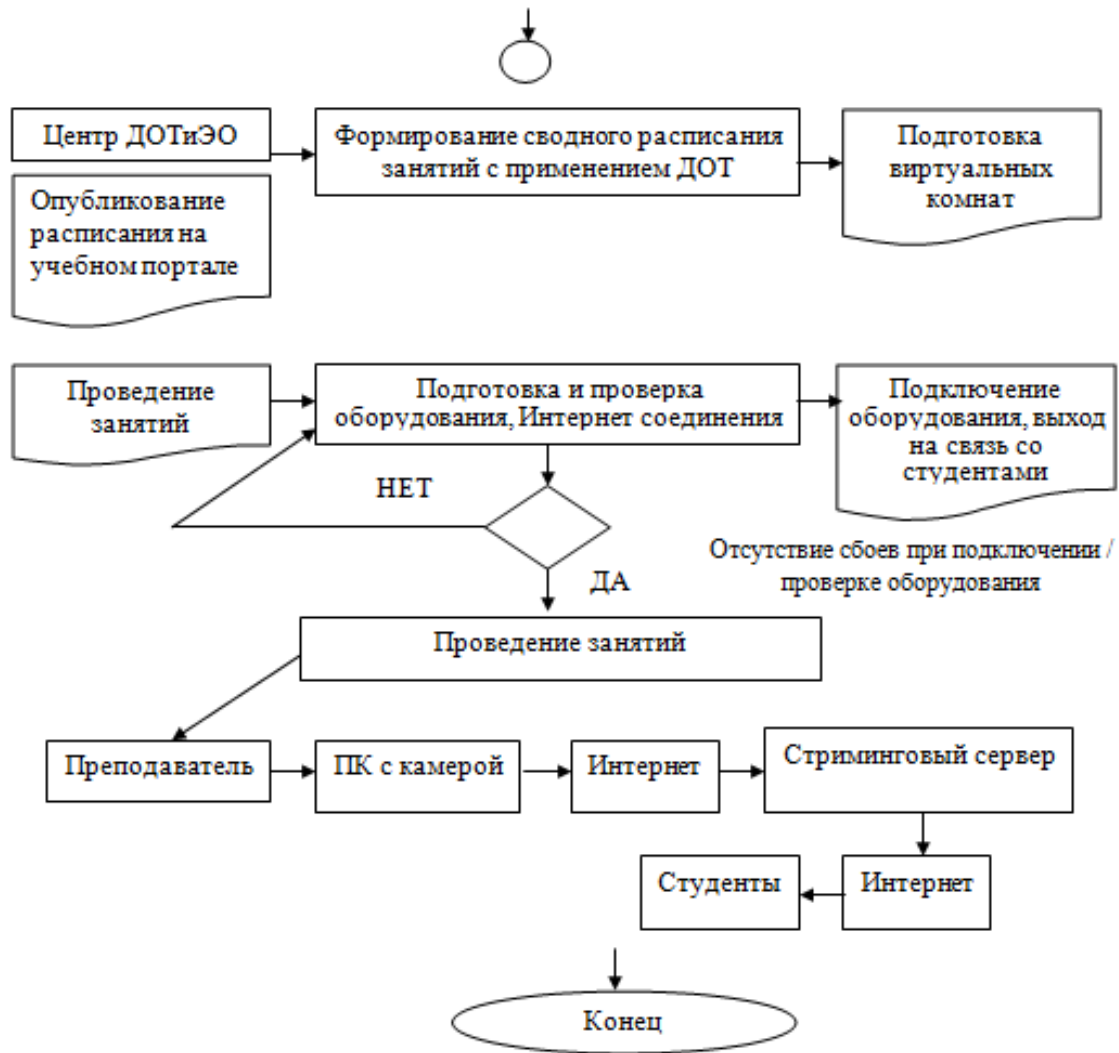 Центр ДОТиЭО
Формирование сводного расписания
занятий с применением ДОТ
Подготовка
виртуальных
комнат
Опубликование
расписания на
учебном портале
Проведение
занятий
Подготовка и проверка
оборудования, Интернет соединения
Подключение
оборудования, выход
на связь со
студентами
НЕТ
Отсутствие сбоев при подключении /
проверке оборудования
ДА
Проведение занятий
Преподаватель
ПК с камерой
Интернет
Стриминговый сервер
Студенты
Интернет
Конец